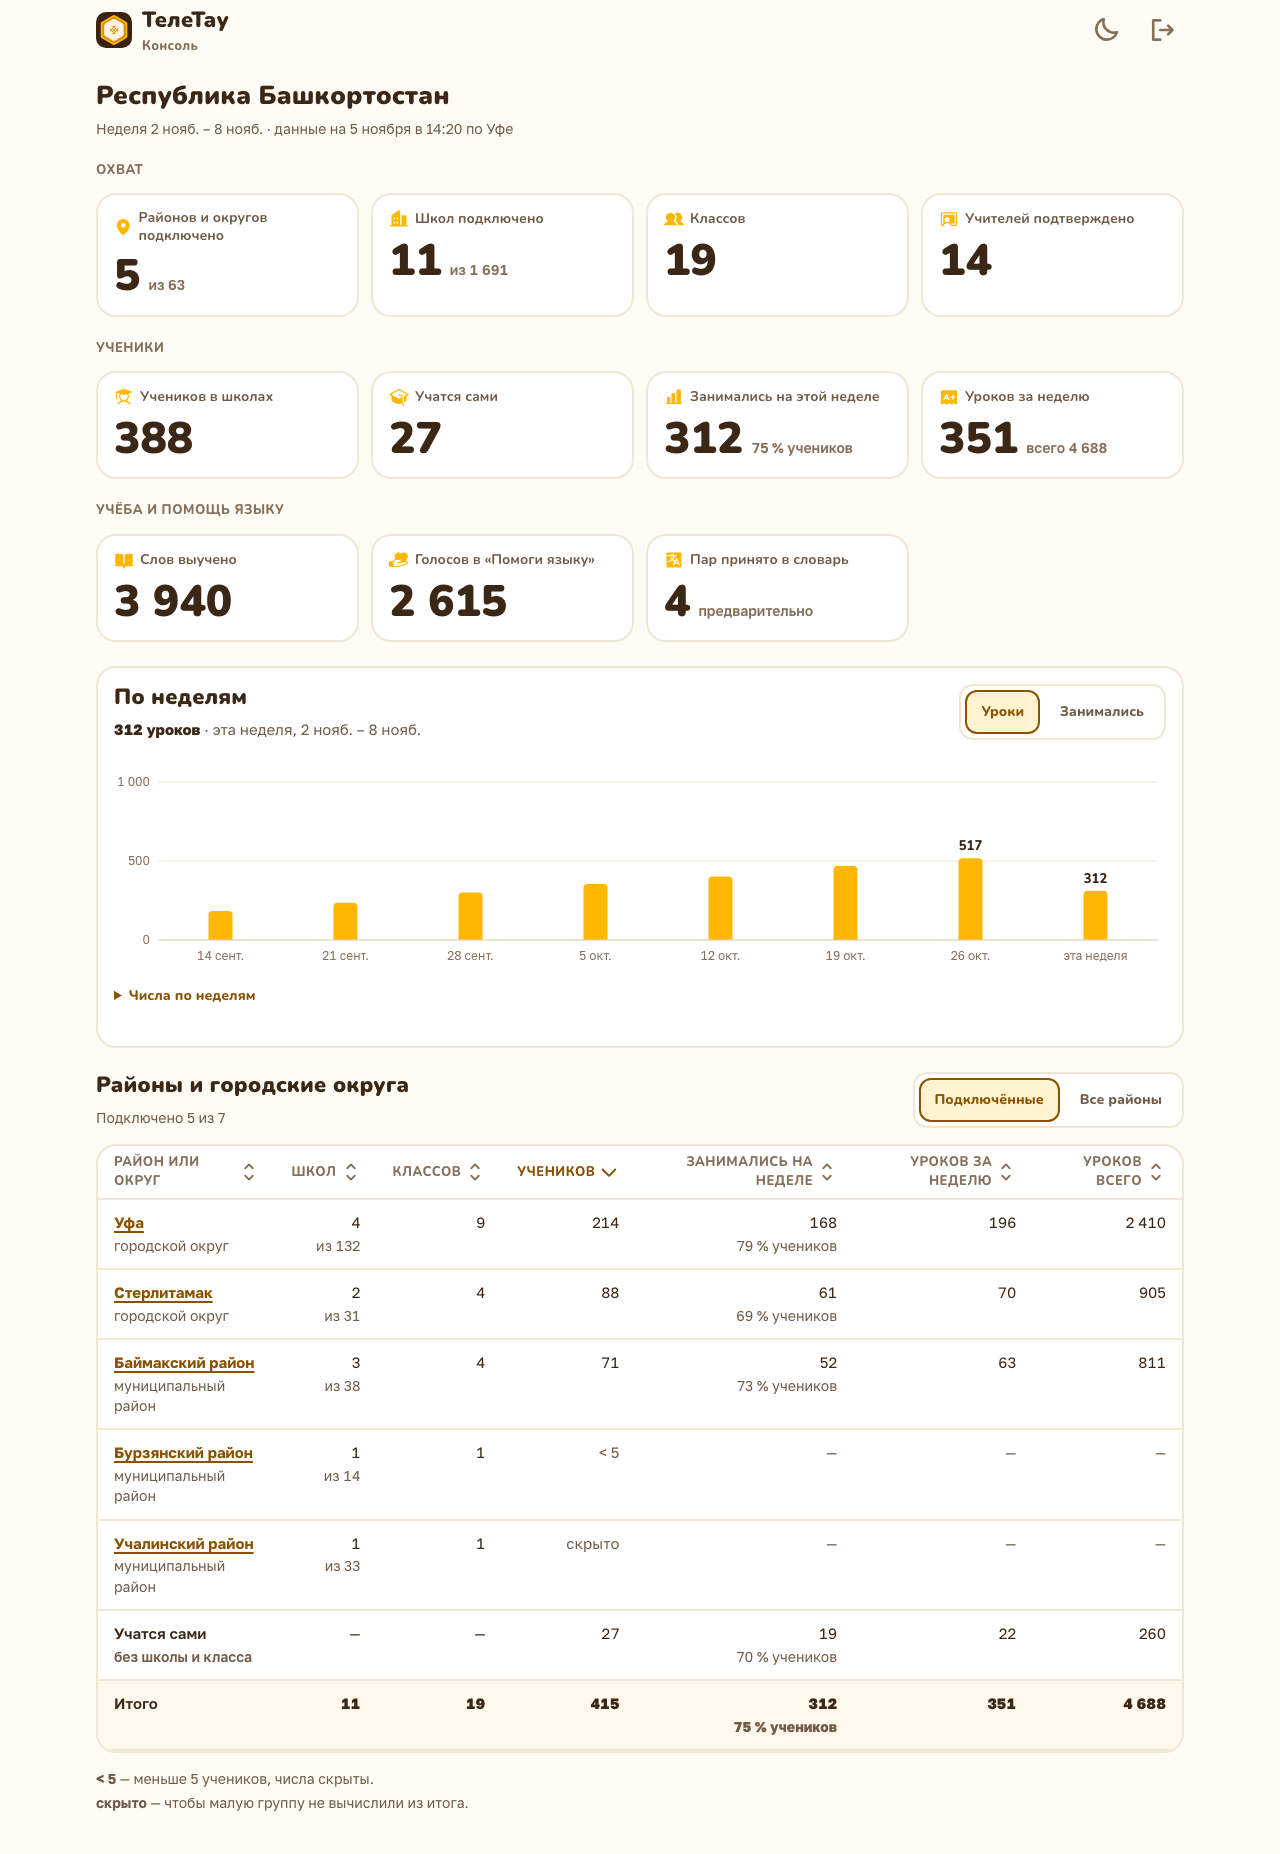 ТелеТау
Консоль
Республика Башкортостан
Неделя 2 нояб. – 8 нояб. · данные на 5 ноября в 14:20 по Уфе
ОХВАТ
Районов и округов
подключено
5 из 63
Школ подключено
11 из 1 691
Классов
19
Учителей подтверждено
14
УЧЕНИКИ
Учеников в школах
388
Учатся сами
27
Занимались на этой неделе
312 75 % учеников
Уроков за неделю
351 всего 4 688
УЧЁБА И ПОМОЩЬ ЯЗЫКУ
Слов выучено
3 940
Голосов в «Помоги языку»
2 615
Пар принято в словарь
4 предварительно
По неделям
312 уроков · эта неделя, 2 нояб. – 8 нояб.
Уроки Занимались
1 000
500
0
517
312
14 сент. 21 сент. 28 сент. 5 окт. 12 окт. 19 окт. 26 окт. эта неделя
Числа по неделям
Районы и городские округа
Подключено 5 из 7
Подключённые Все районы
РАЙОН ИЛИ ОКРУГ ШКОЛ КЛАССОВ УЧЕНИКОВ ЗАНИМАЛИСЬ НА НЕДЕЛЕ УРОКОВ ЗА НЕДЕЛЮ УРОКОВ ВСЕГО
Уфа 4 9 214 168 196 2 410
городской округ из 132 79 % учеников
Стерлитамак 2 4 88 61 70 905
городской округ из 31 69 % учеников
Баймакский район 3 4 71 52 63 811
муниципальный из 38 73 % учеников
район
Бурзянский район 1 1 < 5 — — —
муниципальный из 14
район
Учалинский район 1 1 скрыто — — —
муниципальный из 33
район
Учатся сами — — 27 19 22 260
без школы и класса 70 % учеников
Итого 11 19 415 312 351 4 688
75 % учеников
< 5 — меньше 5 учеников, числа скрыты.
скрыто — чтобы малую группу не вычислили из итога.